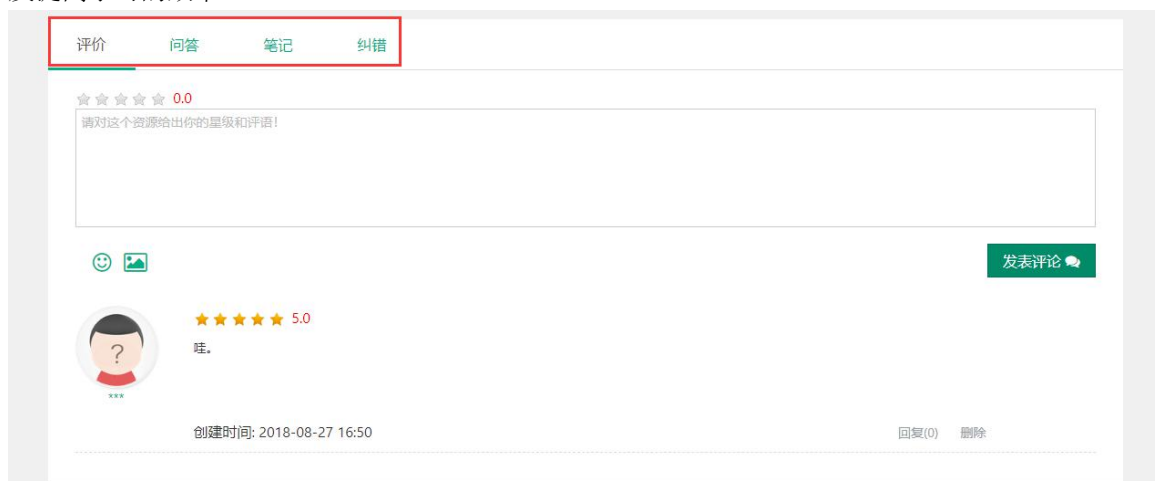 评价 问答 笔记 纠错
0.0
请对这个资源给出你的星级和评语！
发表评论
5.0
?
哇。
***
创建时间: 2018-08-27 16:50 回复(0) 删除